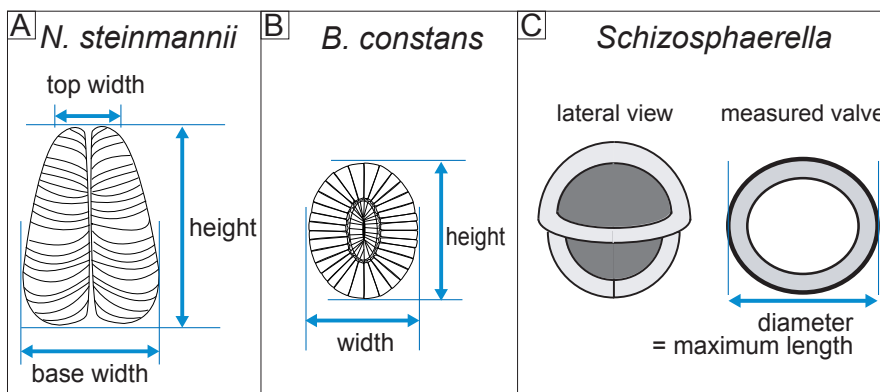 A N. steinmannii
top width
height
base width
B B. constans
height
width
C Schizosphaerella
lateral view
measured valve
diameter
= maximum length